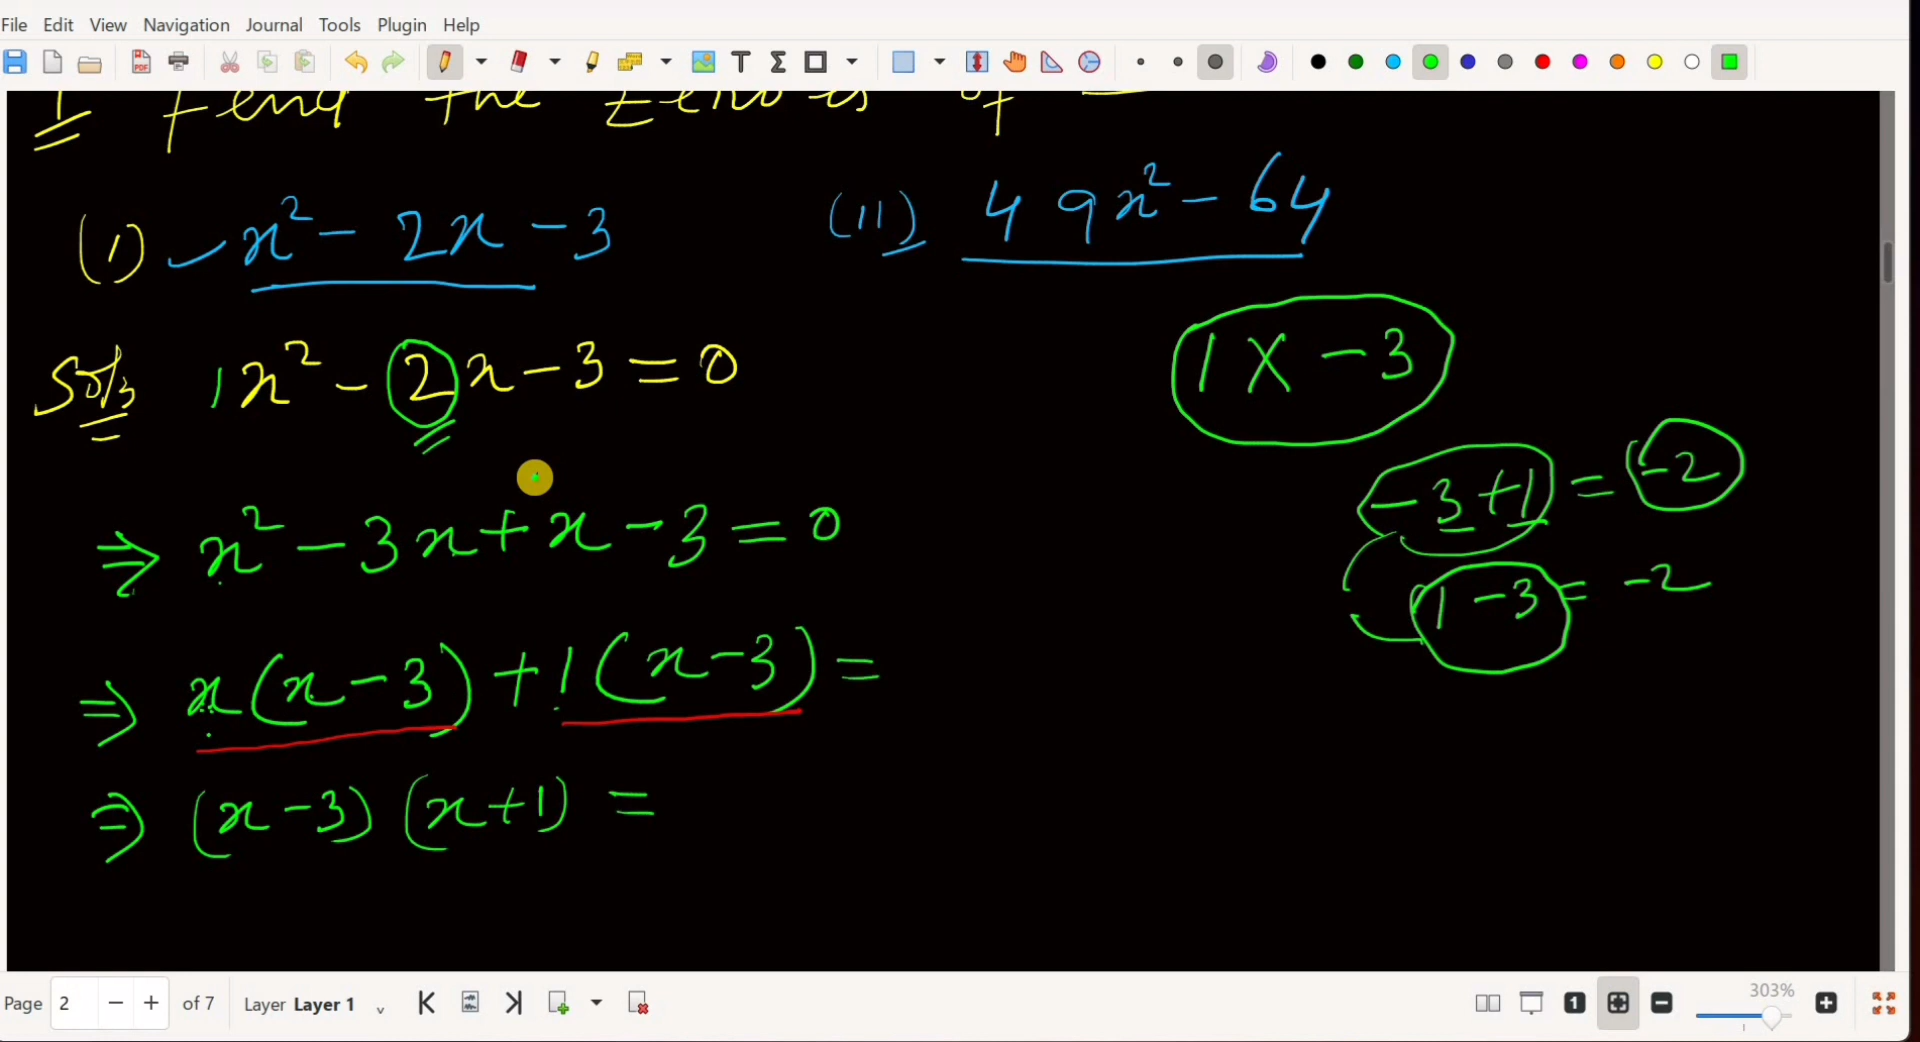 File Edit View Navigation Journal Tools Plugin Help
1 Find the Zeroes of
(i) x² - 2x - 3 (ii) 49x² - 64
Soln 1x² - 2x - 3 = 0
1 X - 3
- 3 + 1 = - 2
⇒ x² - 3x + x - 3 = 0
1 - 3 = - 2
⇒ x(x - 3) + 1(x - 3) =
⇒ (x - 3) (x + 1) =
Page 2 - + of 7 Layer Layer 1 1 303%